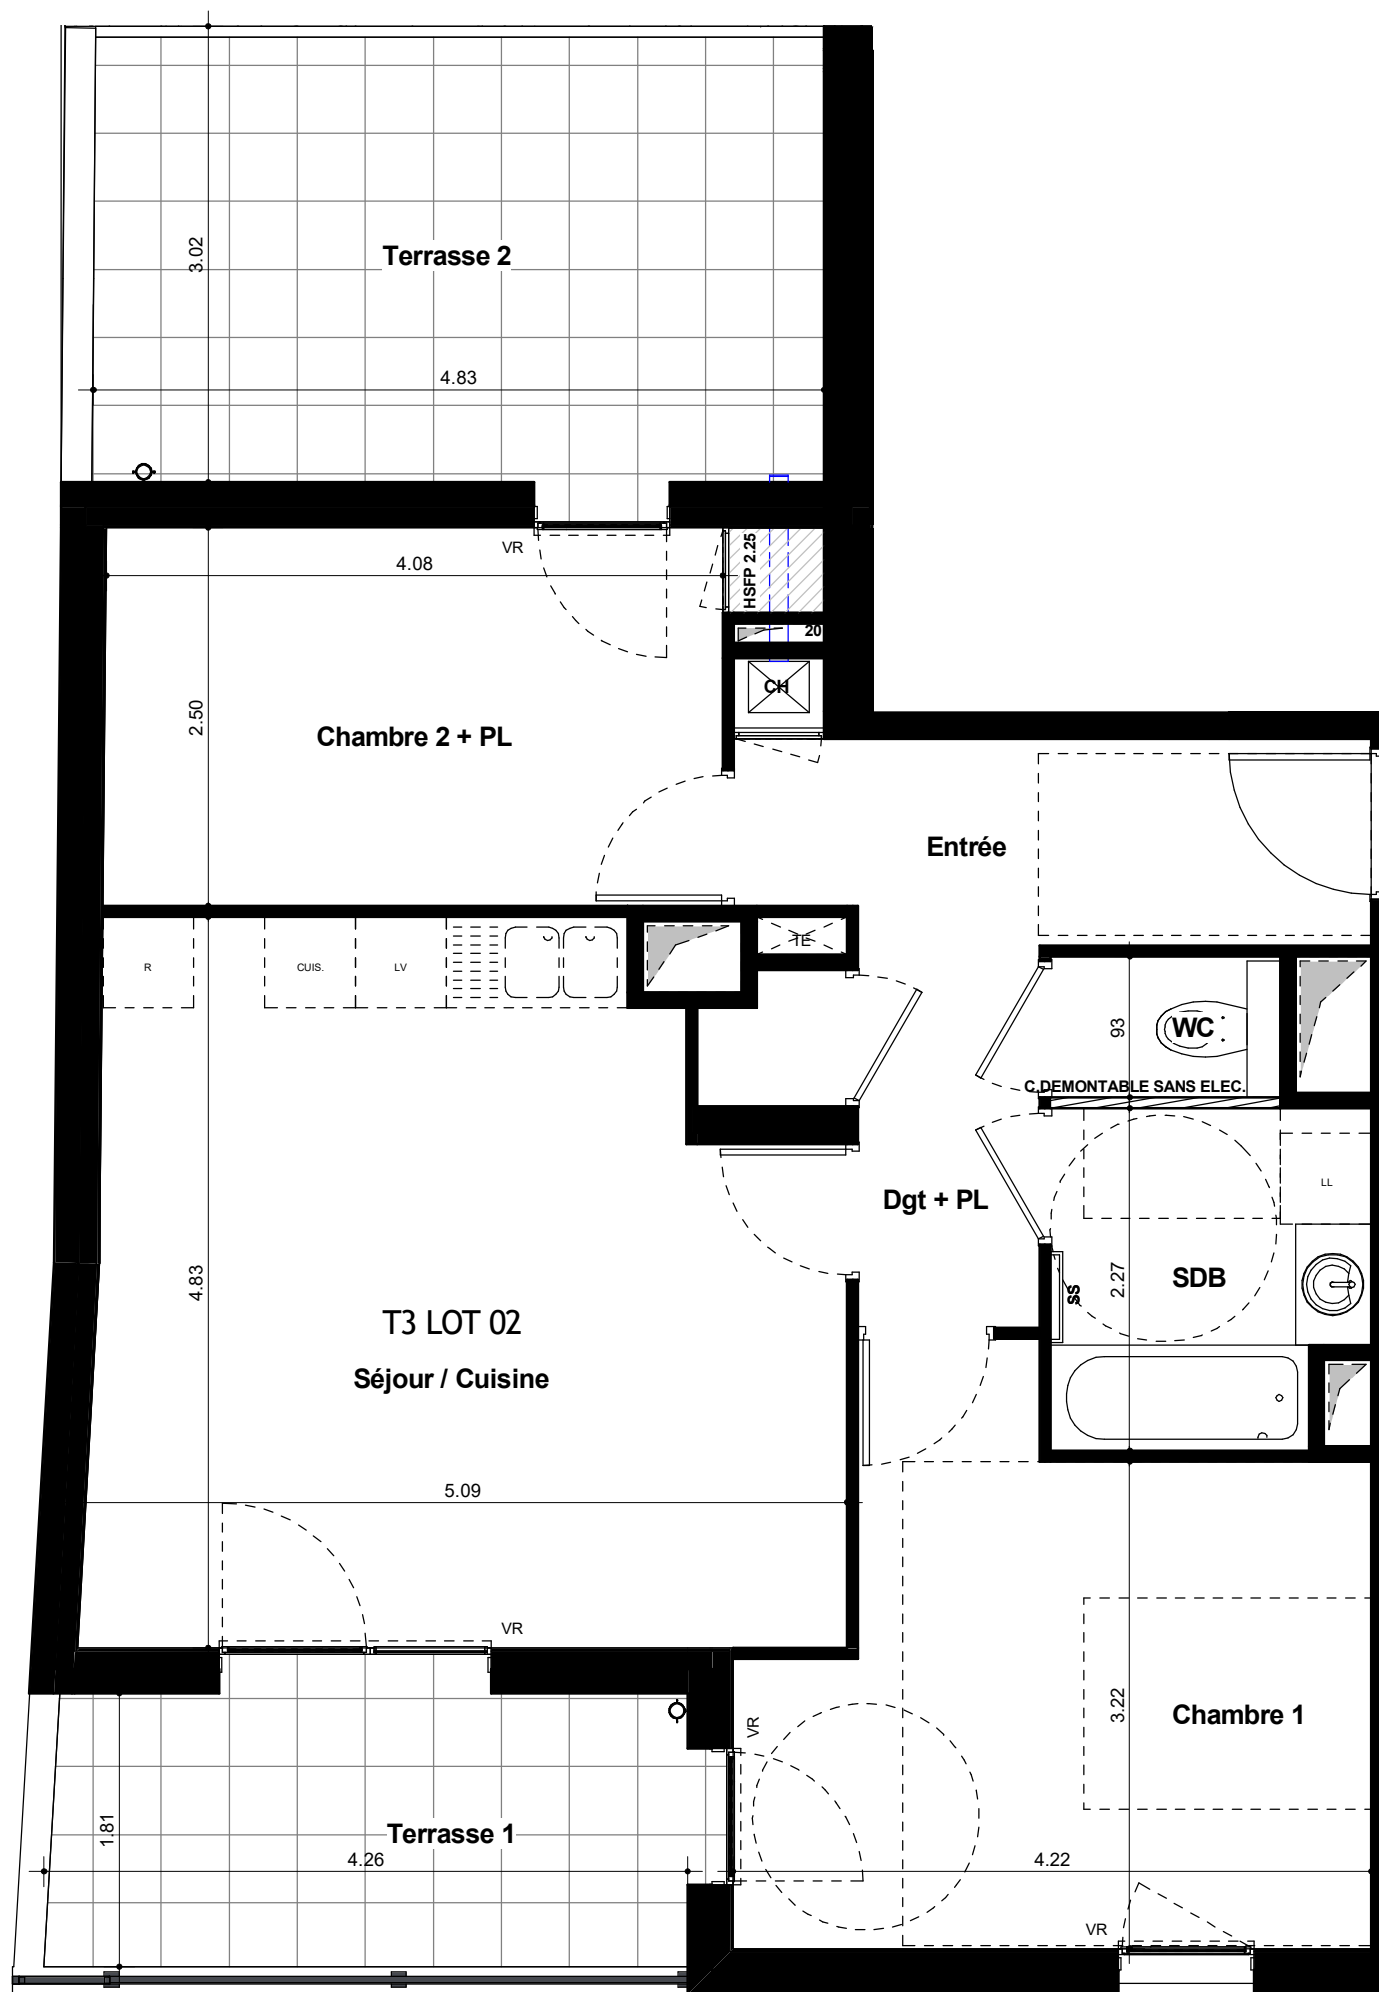 3.02
Terrasse 2
4.83
VR
4.08
HSFP 2.25
20
CH
2.50
Chambre 2 + PL
Entrée
TE
R
CUIS.
LV
93
WC
C.DEMONTABLE SANS ELEC.
Dgt + PL
LL
4.83
2.27
SDB
SS
T3 LOT 02
Séjour / Cuisine
5.09
VR
3.22
Chambre 1
VR
1.81
Terrasse 1
4.26
4.22
VR